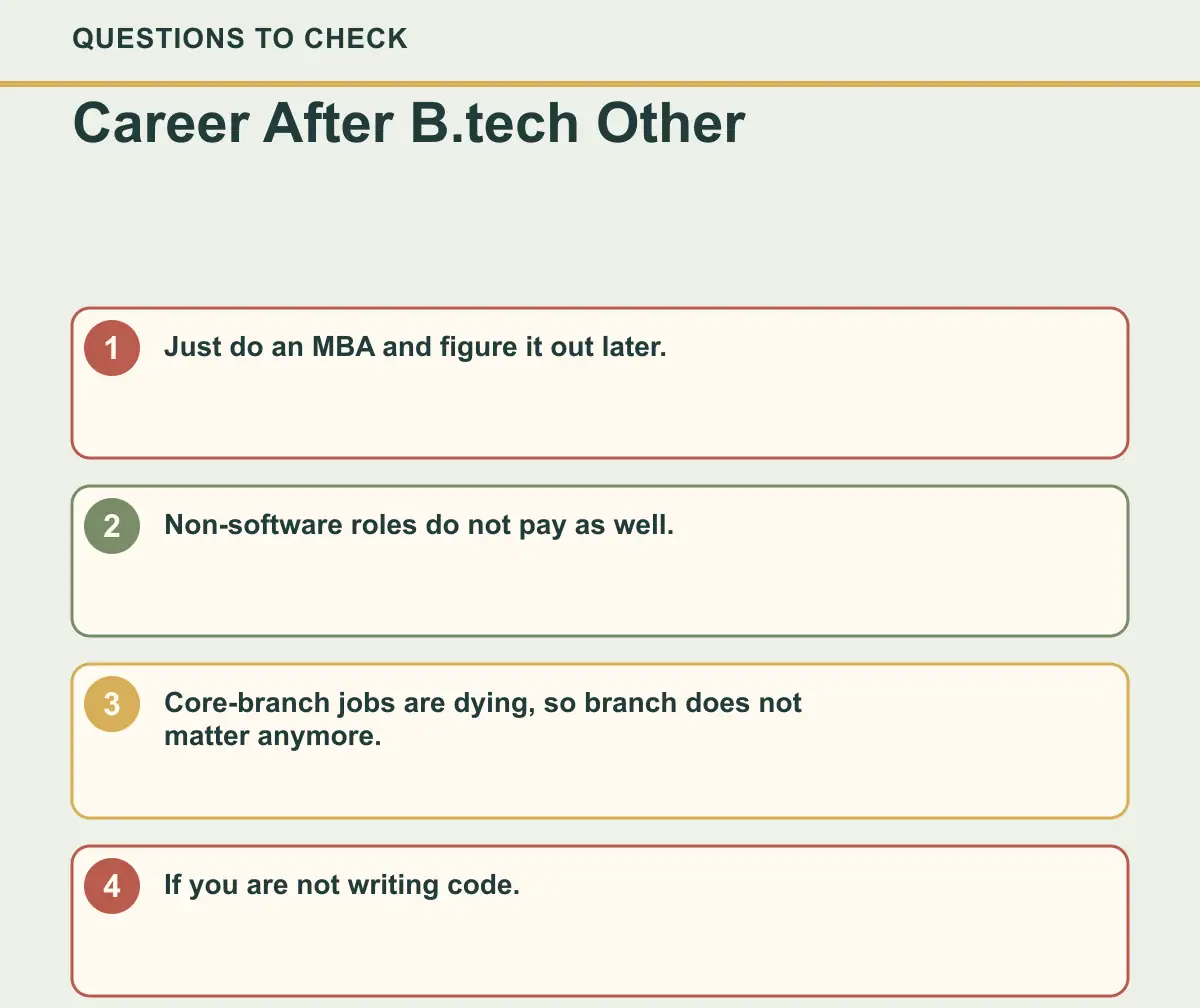 QUESTIONS TO CHECK
Career After B.tech Other
1
Just do an MBA and figure it out later.
2
Non-software roles do not pay as well.
3
Core-branch jobs are dying, so branch does not
matter anymore.
4
If you are not writing code.